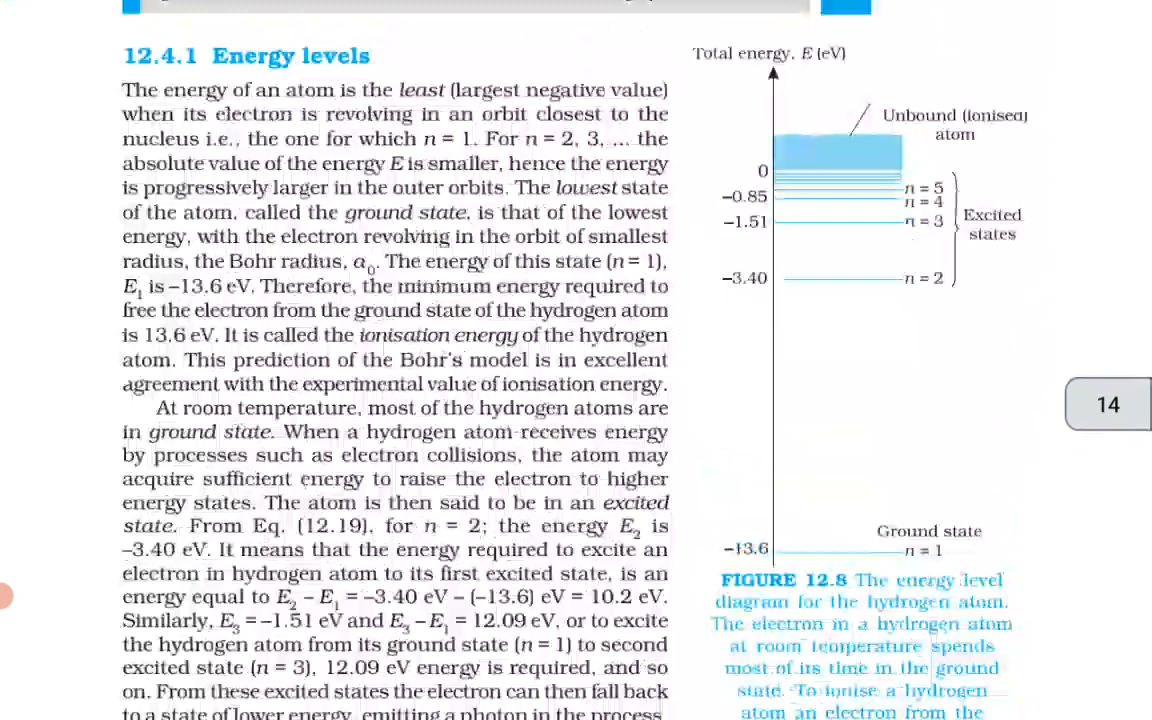 12.4.1 Energy levels
The energy of an atom is the least (largest negative value)
when its electron is revolving in an orbit closest to the
nucleus i.e., the one for which n = 1. For n = 2, 3, ... the
absolute value of the energy E is smaller, hence the energy
is progressively larger in the outer orbits. The lowest state
of the atom, called the ground state, is that of the lowest
energy, with the electron revolving in the orbit of smallest
radius, the Bohr radius, a₀. The energy of this state (n = 1),
E₁ is –13.6 eV. Therefore, the minimum energy required to
free the electron from the ground state of the hydrogen atom
is 13.6 eV. It is called the ionisation energy of the hydrogen
atom. This prediction of the Bohr's model is in excellent
agreement with the experimental value of ionisation energy.
At room temperature, most of the hydrogen atoms are
in ground state. When a hydrogen atom receives energy
by processes such as electron collisions, the atom may
acquire sufficient energy to raise the electron to higher
energy states. The atom is then said to be in an excited
state. From Eq. (12.19), for n = 2; the energy E₂ is
–3.40 eV. It means that the energy required to excite an
electron in hydrogen atom to its first excited state, is an
energy equal to E₂ – E₁ = –3.40 eV – (–13.6) eV = 10.2 eV.
Similarly, E₃ = –1.51 eV and E₃ – E₁ = 12.09 eV, or to excite
the hydrogen atom from its ground state (n = 1) to second
excited state (n = 3), 12.09 eV energy is required, and so
on. From these excited states the electron can then fall back
to a state of lower energy, emitting a photon in the process.
Total energy, E (eV)
Unbound (ionised)
atom
0
–0.85
–1.51
–3.40
–13.6
n = 5
n = 4
n = 3
n = 2
Excited
states
Ground state
n = 1
FIGURE 12.8 The energy level
diagram for the hydrogen atom.
The electron in a hydrogen atom
at room temperature spends
most of its time in the ground
state. To ionise a hydrogen
atom an electron from the
14